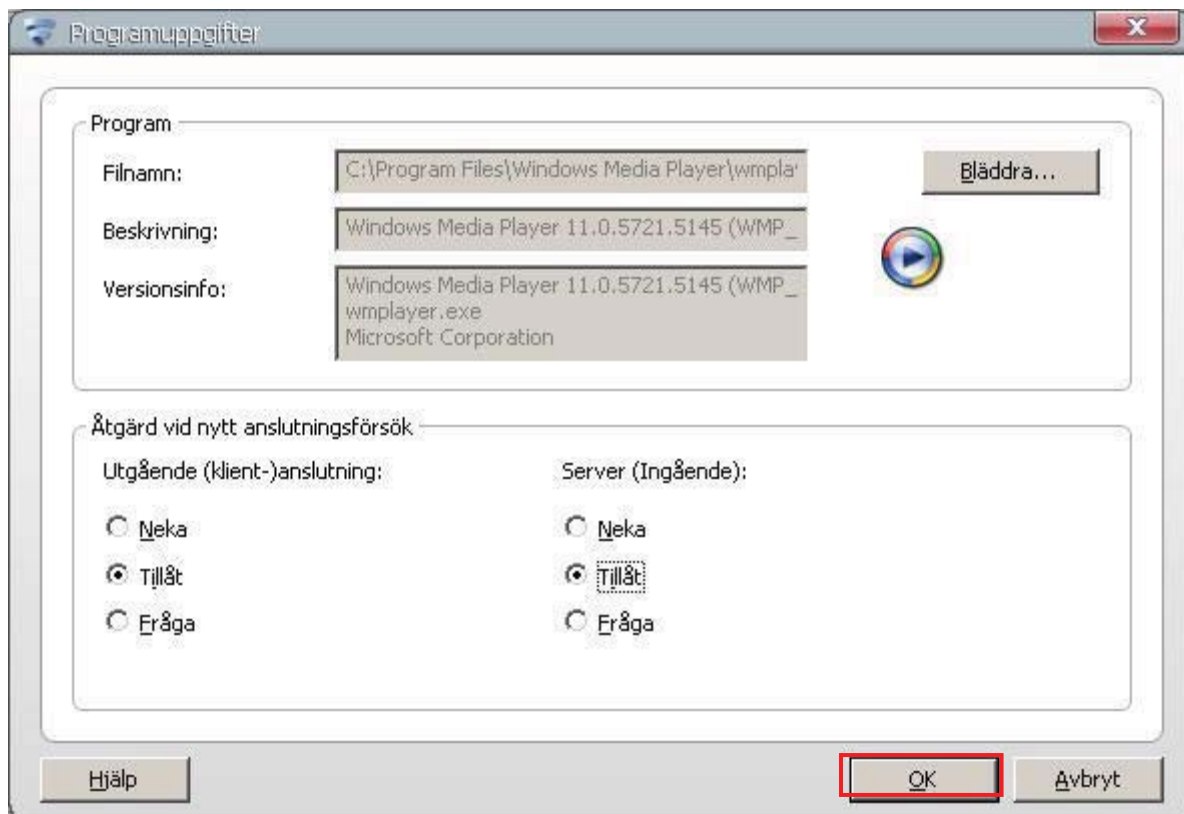 Programuppgifter
Program
Filnamn:
C:\Program Files\Windows Media Player\wmpla
Bläddra...
Beskrivning:
Windows Media Player 11.0.5721.5145 (WMP_
Versionsinfo:
Windows Media Player 11.0.5721.5145 (WMP_
wmplayer.exe
Microsoft Corporation
Åtgärd vid nytt anslutningsförsök
Utgående (klient-)anslutning:
Server (Ingående):
Neka
Neka
Tillåt
Tillåt
Fråga
Fråga
Hjälp
OK
Avbryt